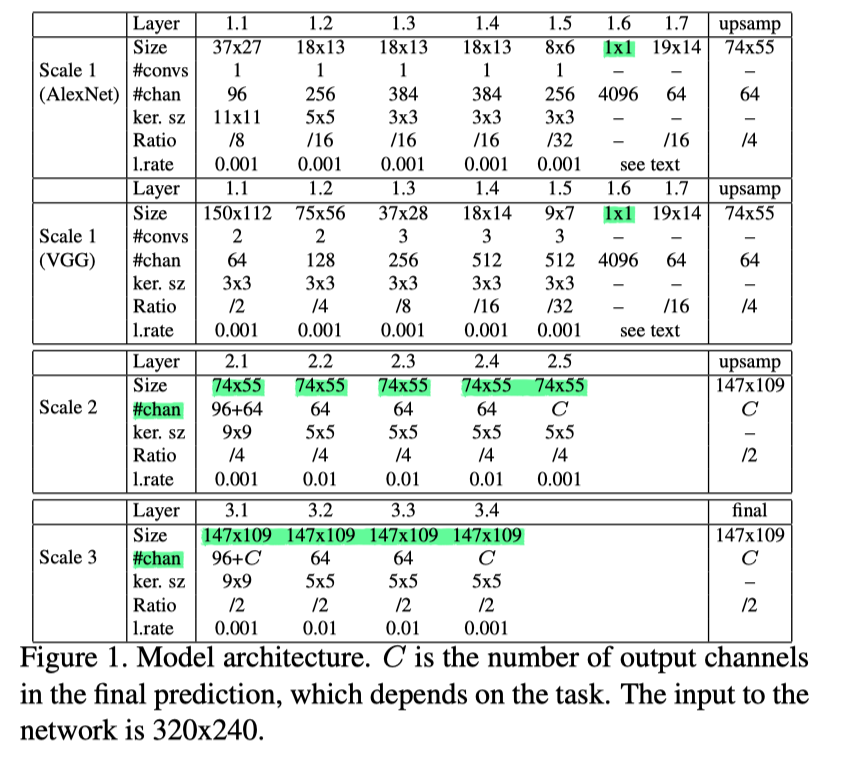 Layer 1.1 1.2 1.3 1.4 1.5 1.6 1.7 upsamp
Size 37x27 18x13 18x13 18x13 8x6 1x1 19x14 74x55
Scale 1 #convs 1 1 1 1 1 – – –
(AlexNet) #chan 96 256 384 384 256 4096 64 64
ker. sz 11x11 5x5 3x3 3x3 3x3 – – –
Ratio /8 /16 /16 /16 /32 – /16 /4
l.rate 0.001 0.001 0.001 0.001 0.001 see text
Layer 1.1 1.2 1.3 1.4 1.5 1.6 1.7 upsamp
Size 150x112 75x56 37x28 18x14 9x7 1x1 19x14 74x55
Scale 1 #convs 2 2 3 3 3 – – –
(VGG) #chan 64 128 256 512 512 4096 64 64
ker. sz 3x3 3x3 3x3 3x3 3x3 – – –
Ratio /2 /4 /8 /16 /32 – /16 /4
l.rate 0.001 0.001 0.001 0.001 0.001 see text
Layer 2.1 2.2 2.3 2.4 2.5 upsamp
Size 74x55 74x55 74x55 74x55 74x55 147x109
Scale 2 #chan 96+64 64 64 64 C C
ker. sz 9x9 5x5 5x5 5x5 5x5 –
Ratio /4 /4 /4 /4 /4 /2
l.rate 0.001 0.01 0.01 0.01 0.001
Layer 3.1 3.2 3.3 3.4 final
Size 147x109 147x109 147x109 147x109 147x109
Scale 3 #chan 96+C 64 64 C C
ker. sz 9x9 5x5 5x5 5x5 –
Ratio /2 /2 /2 /2 /2
l.rate 0.001 0.01 0.01 0.001
Figure 1. Model architecture. C is the number of output channels
in the final prediction, which depends on the task. The input to the
network is 320x240.